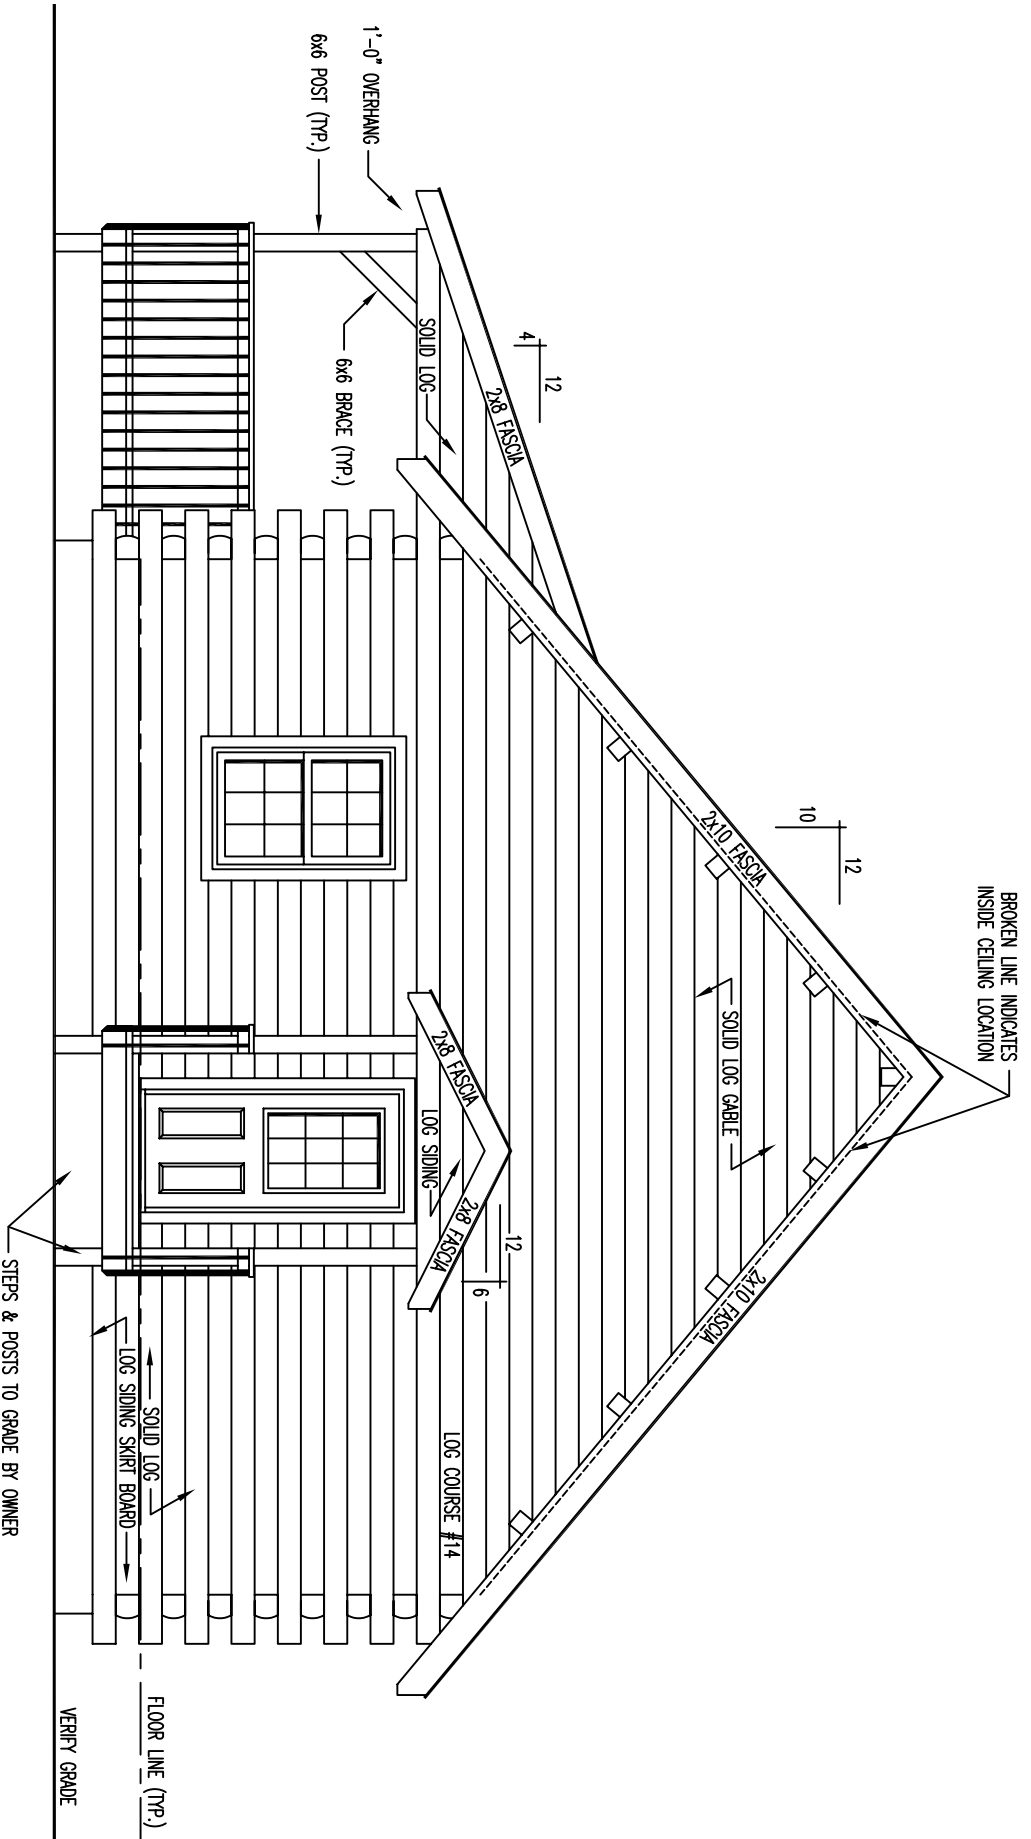 BROKEN LINE INDICATES
INSIDE CEILING LOCATION
12
10
2x10 FASCIA
2x10 FASCIA
SOLID LOG GABLE
12
4
2x8 FASCIA
1'-0" OVERHANG
6x6 POST (TYP.)
SOLID LOG
6x6 BRACE (TYP.)
2x8 FASCIA
2x8 FASCIA
12
6
LOG SIDING
LOG COURSE #14
SOLID LOG
LOG SIDING SKIRT BOARD
FLOOR LINE (TYP.)
VERIFY GRADE
STEPS & POSTS TO GRADE BY OWNER